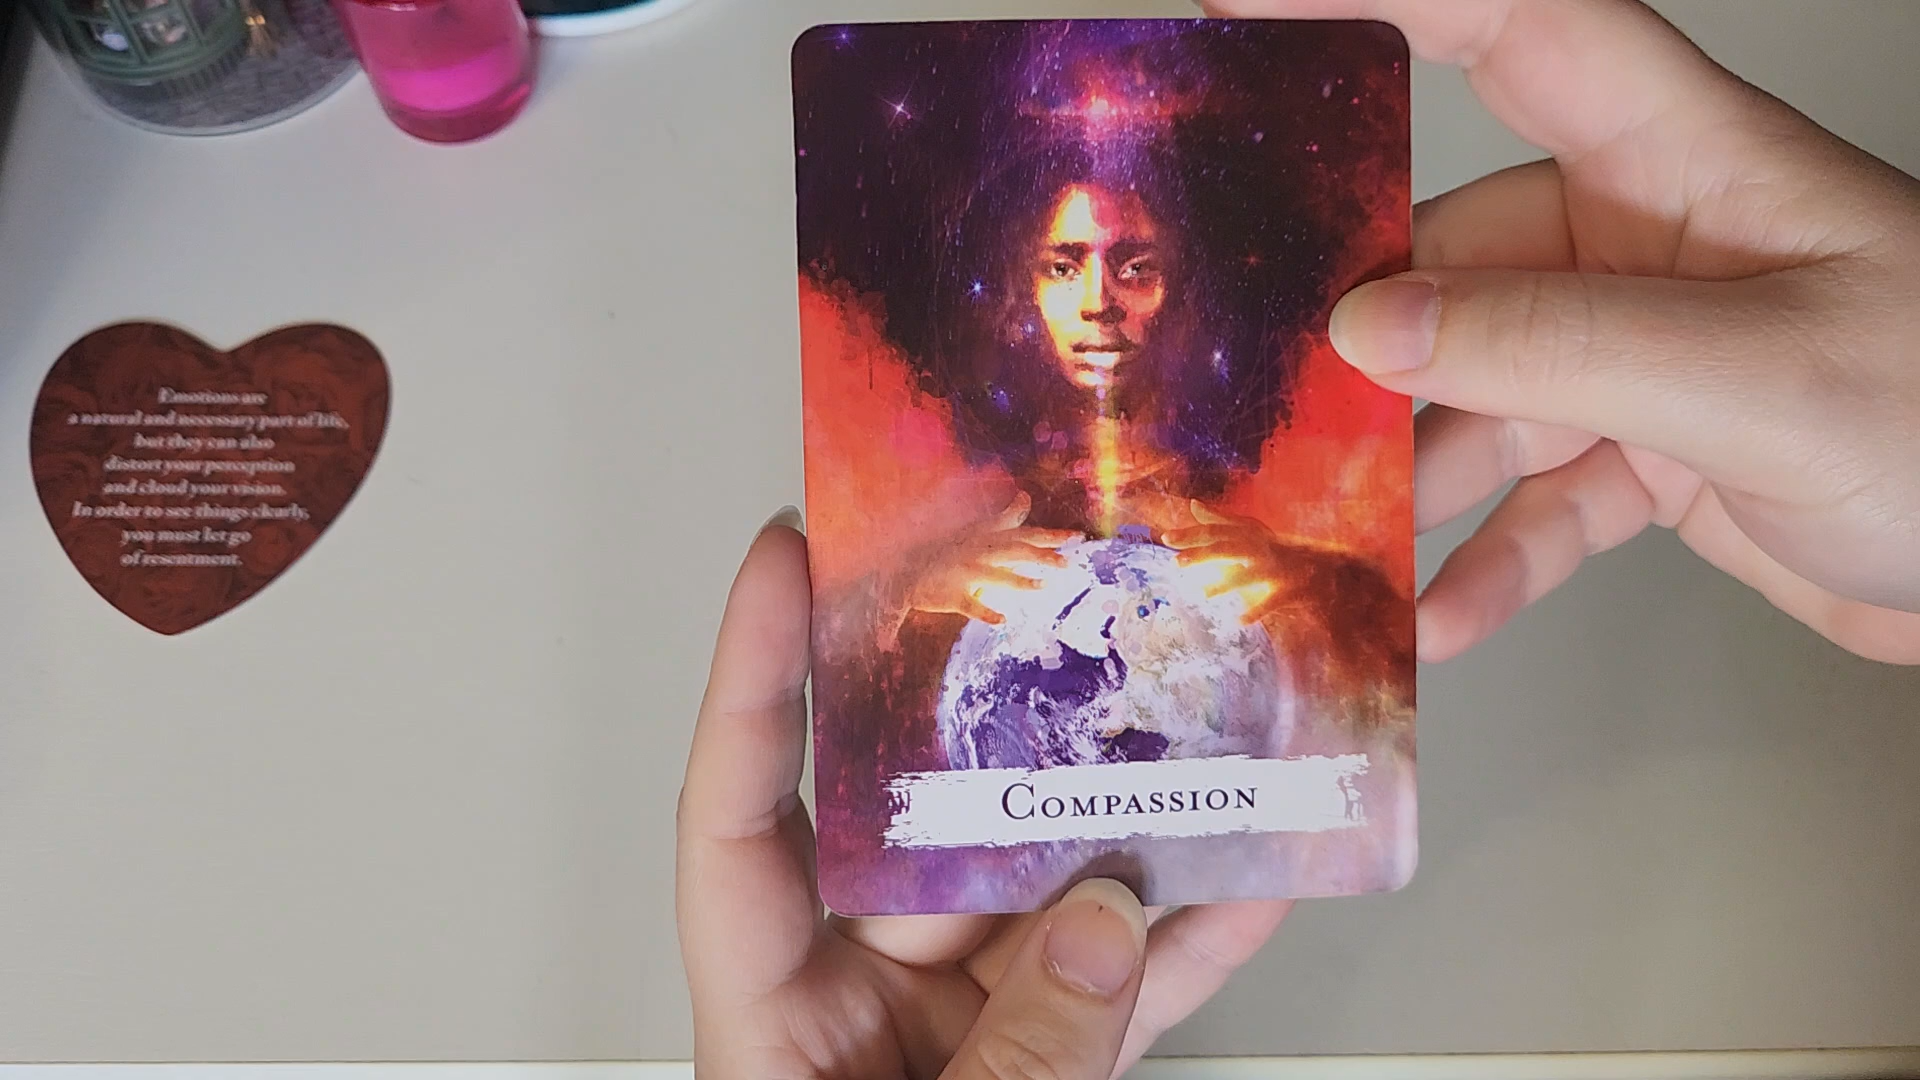 Emotions are
a natural and necessary part of life,
but they can also
distort your perception
and cloud your vision.
In order to see things clearly,
you must let go
of resentment.
COMPASSION